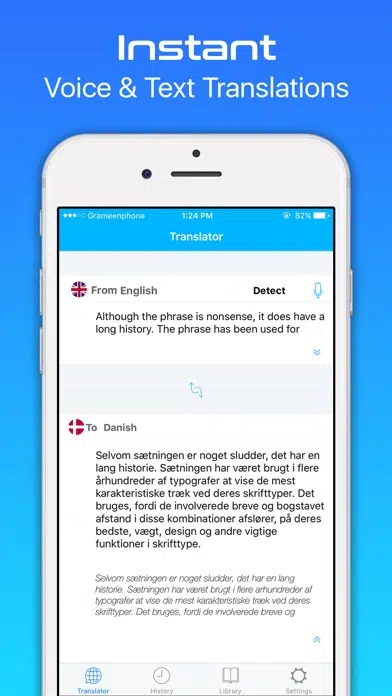 Instant
Voice & Text Translations
Grameenphone 1:24 PM 82%
Translator
From English Detect
Although the phrase is nonsense, it does have a
long history. The phrase has been used for
To Danish
Selvom sætningen er noget sludder, det har en
lang historie. Sætningen har været brugt i flere
århundreder af typografer at vise de mest
karakteristiske træk ved deres skrifttyper. Det
bruges, fordi de involverede breve og bogstavet
afstand i disse kombinationer afslører, på deres
bedste, vægt, design og andre vigtige
funktioner i skrifttype.
Selvom sætningen er noget sludder, det har en lang
historie. Sætningen har været brugt i flere århundreder af
typografer at vise de mest karakteristiske træk ved deres
skrifttyper. Det bruges, fordi de involverede breve og
Translator History Library Settings